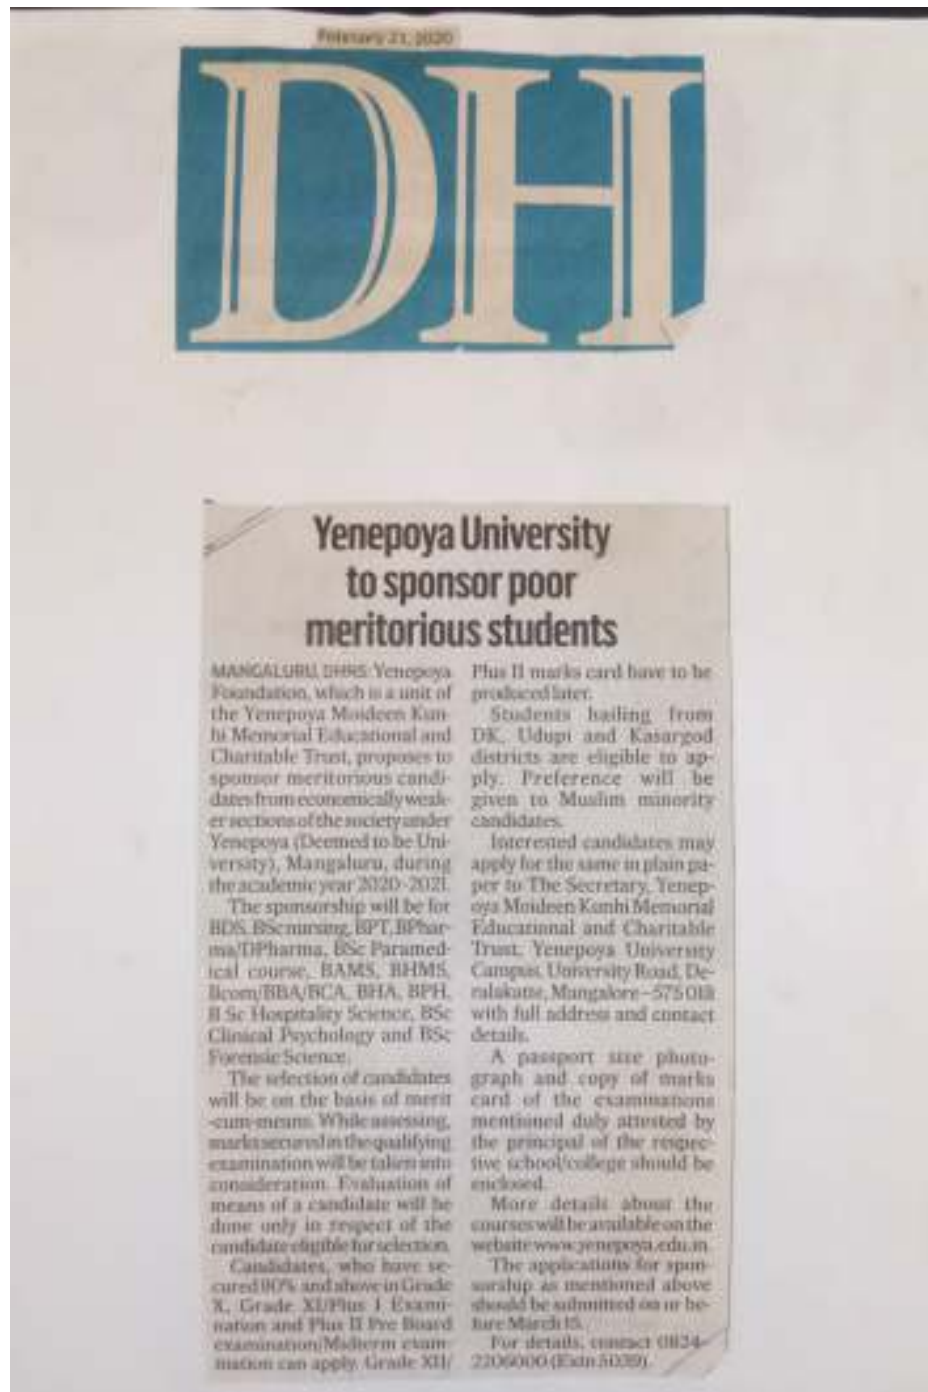 February 21, 2020
DH
Yenepoya University
to sponsor poor
meritorious students
MANGALURU, DHNS: Yenepoya
Foundation, which is a unit of
the Yenepoya Moideen Kun-
hi Memorial Educational and
Charitable Trust, proposes to
sponsor meritorious candi-
dates from economically weak-
er sections of the society under
Yenepoya (Deemed to be Uni-
versity), Mangaluru, during
the academic year 2020-2021.
The sponsorship will be for
BDS, BSc nursing, BPT, BPhar-
ma/DPharma, BSc Paramed-
ical course, BAMS, BHMS,
Bcom/BBA/BCA, BHA, BPH,
B Sc Hospitality Science, BSc
Clinical Psychology and BSc
Forensic Science.
The selection of candidates
will be on the basis of merit
-cum-means. While assessing,
marks secured in the qualifying
examination will be taken into
consideration. Evaluation of
means of a candidate will be
done only in respect of the
candidate eligible for selection.
Candidates, who have se-
cured and above in Grade
X, Grade XI/Plus I Exami-
nation and Plus II Pre Board
examination/Midterm exam-
ination can apply. Grade XII/
Plus II marks card have to be
produced later.
Students hailing from
DK, Udupi and Kasargod
districts are eligible to ap-
ply. Preference will be
given to Muslim minority
candidates.
Interested candidates may
apply for the same in plain pa-
per to The Secretary, Yenep-
oya Moideen Kunhi Memorial
Educational and Charitable
Trust, Yenepoya University
Campus, University Road, De-
ralakatte, Mangalore – 575 018
with full address and contact
details.
A passport size photo-
graph and copy of marks
card of the examinations
mentioned duly attested by
the principal of the respec-
tive school/college should be
enclosed.
More details about the
courses will be available on the
website www.yenepoya.edu.in.
The applications for spon-
sorship as mentioned above
should be submitted on or be-
fore March 15.
For details, contact 0824-
2206000 (Extn 5039).